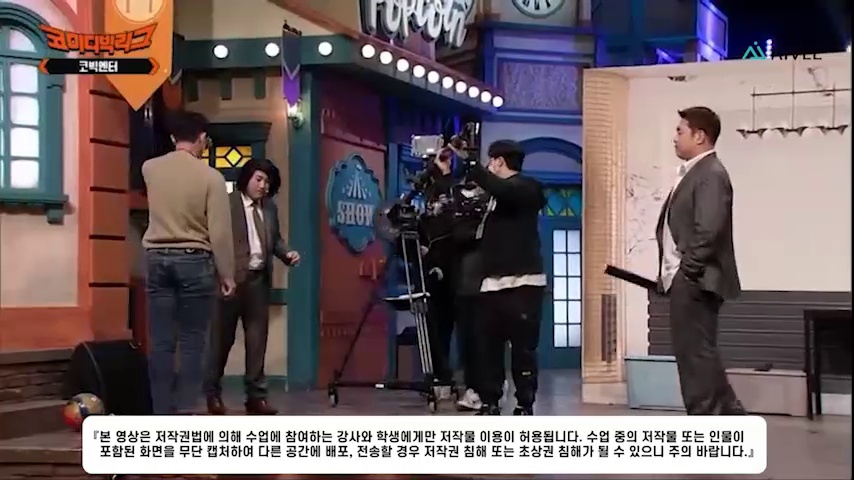 POPCORN
코미디빅리그
코빅엔터
AIVEL
SHOW
『본 영상은 저작권법에 의해 수업에 참여하는 강사와 학생에게만 저작물 이용이 허용됩니다. 수업 중의 저작물 또는 인물이
포함된 화면을 무단 캡처하여 다른 공간에 배포, 전송할 경우 저작권 침해 또는 초상권 침해가 될 수 있으니 주의 바랍니다.』